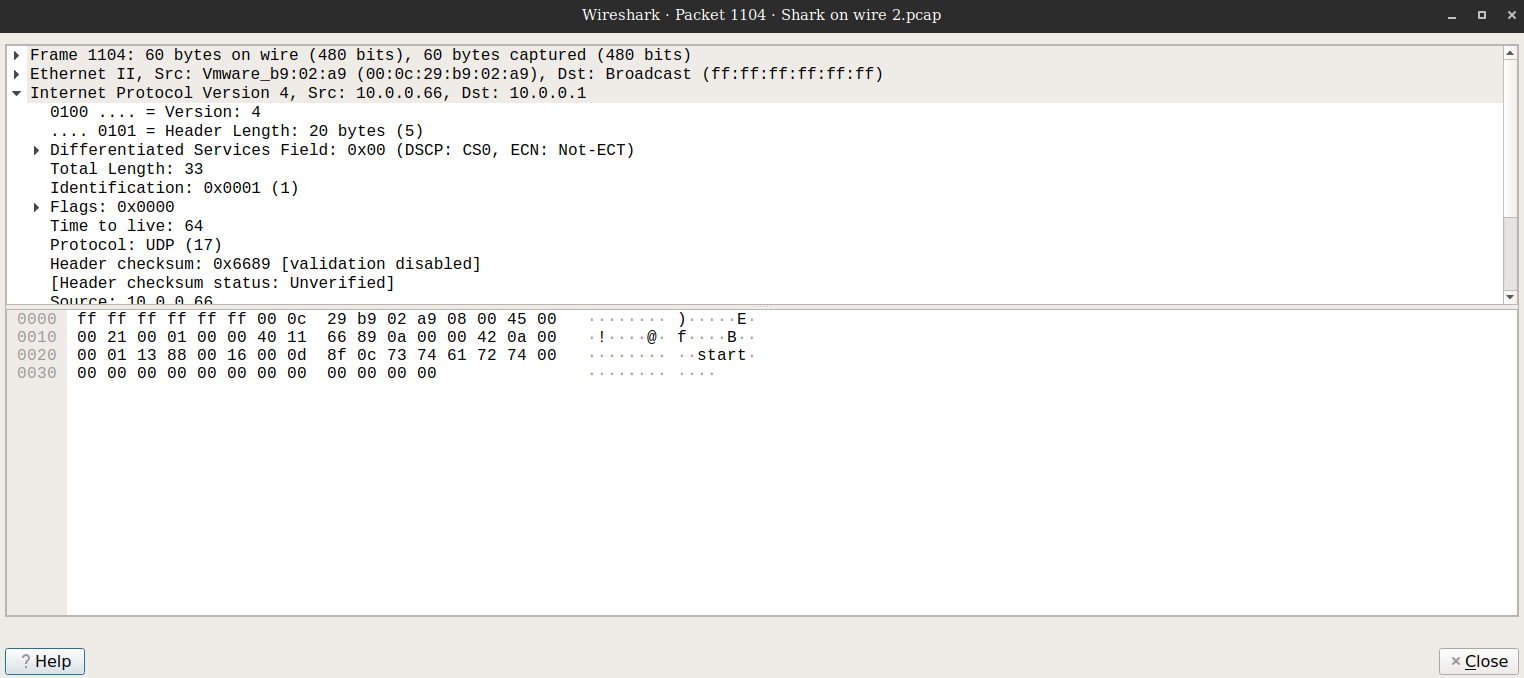 Wireshark · Packet 1104 · Shark on wire 2.pcap
Frame 1104: 60 bytes on wire (480 bits), 60 bytes captured (480 bits)
Ethernet II, Src: Vmware_b9:02:a9 (00:0c:29:b9:02:a9), Dst: Broadcast (ff:ff:ff:ff:ff:ff)
Internet Protocol Version 4, Src: 10.0.0.66, Dst: 10.0.0.1
0100 .... = Version: 4
.... 0101 = Header Length: 20 bytes (5)
Differentiated Services Field: 0x00 (DSCP: CS0, ECN: Not-ECT)
Total Length: 33
Identification: 0x0001 (1)
Flags: 0x0000
Time to live: 64
Protocol: UDP (17)
Header checksum: 0x6689 [validation disabled]
[Header checksum status: Unverified]
Source: 10.0.0.66
0000 ff ff ff ff ff ff 00 0c 29 b9 02 a9 08 00 45 00 ········ )·····E·
0010 00 21 00 01 00 00 40 11 66 89 0a 00 00 42 0a 00 ·!····@· f····B··
0020 00 01 13 88 00 16 00 0d 8f 0c 73 74 61 72 74 00 ········ ··start·
0030 00 00 00 00 00 00 00 00 00 00 00 00 ········ ····
? Help
Close